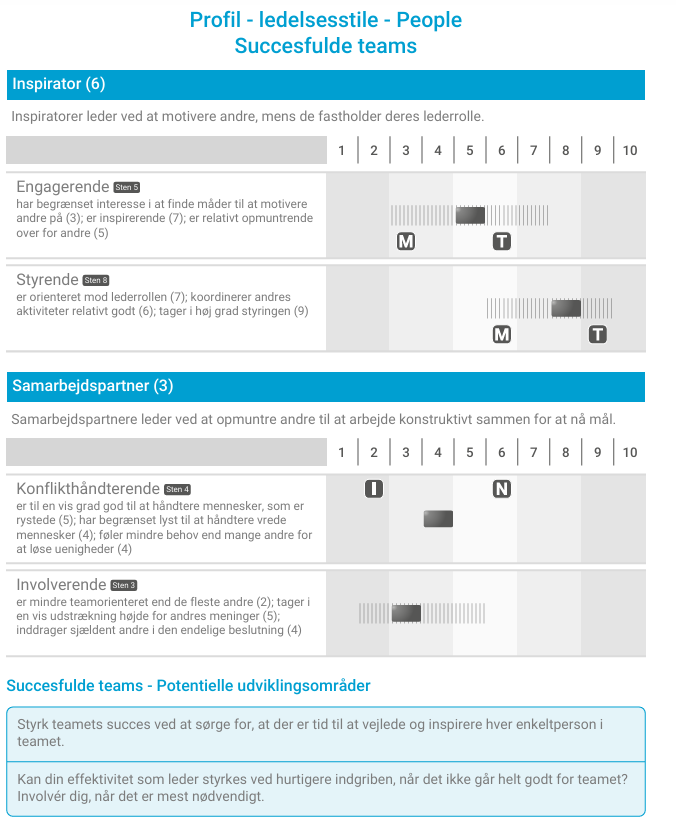 Profil - ledelsesstile - People
Succesfulde teams
Inspirator (6)
Inspiratorer leder ved at motivere andre, mens de fastholder deres lederrolle.
1 2 3 4 5 6 7 8 9 10
Engagerende Sten 5
har begrænset interesse i at finde måder til at motivere
andre på (3); er inspirerende (7); er relativt opmuntrende
over for andre (5)
M T
Styrende Sten 8
er orienteret mod lederrollen (7); koordinerer andres
aktiviteter relativt godt (6); tager i høj grad styringen (9)
M T
Samarbejdspartner (3)
Samarbejdspartnere leder ved at opmuntre andre til at arbejde konstruktivt sammen for at nå mål.
1 2 3 4 5 6 7 8 9 10
Konflikthåndterende Sten 4
I N
er til en vis grad god til at håndtere mennesker, som er
rystede (5); har begrænset lyst til at håndtere vrede
mennesker (4); føler mindre behov end mange andre for
at løse uenigheder (4)
Involverende Sten 3
er mindre teamorienteret end de fleste andre (2); tager i
en vis udstrækning højde for andres meninger (5);
inddrager sjældent andre i den endelige beslutning (4)
Succesfulde teams - Potentielle udviklingsområder
Styrk teamets succes ved at sørge for, at der er tid til at vejlede og inspirere hver enkeltperson i
teamet.
Kan din effektivitet som leder styrkes ved hurtigere indgriben, når det ikke går helt godt for teamet?
Involvér dig, når det er mest nødvendigt.